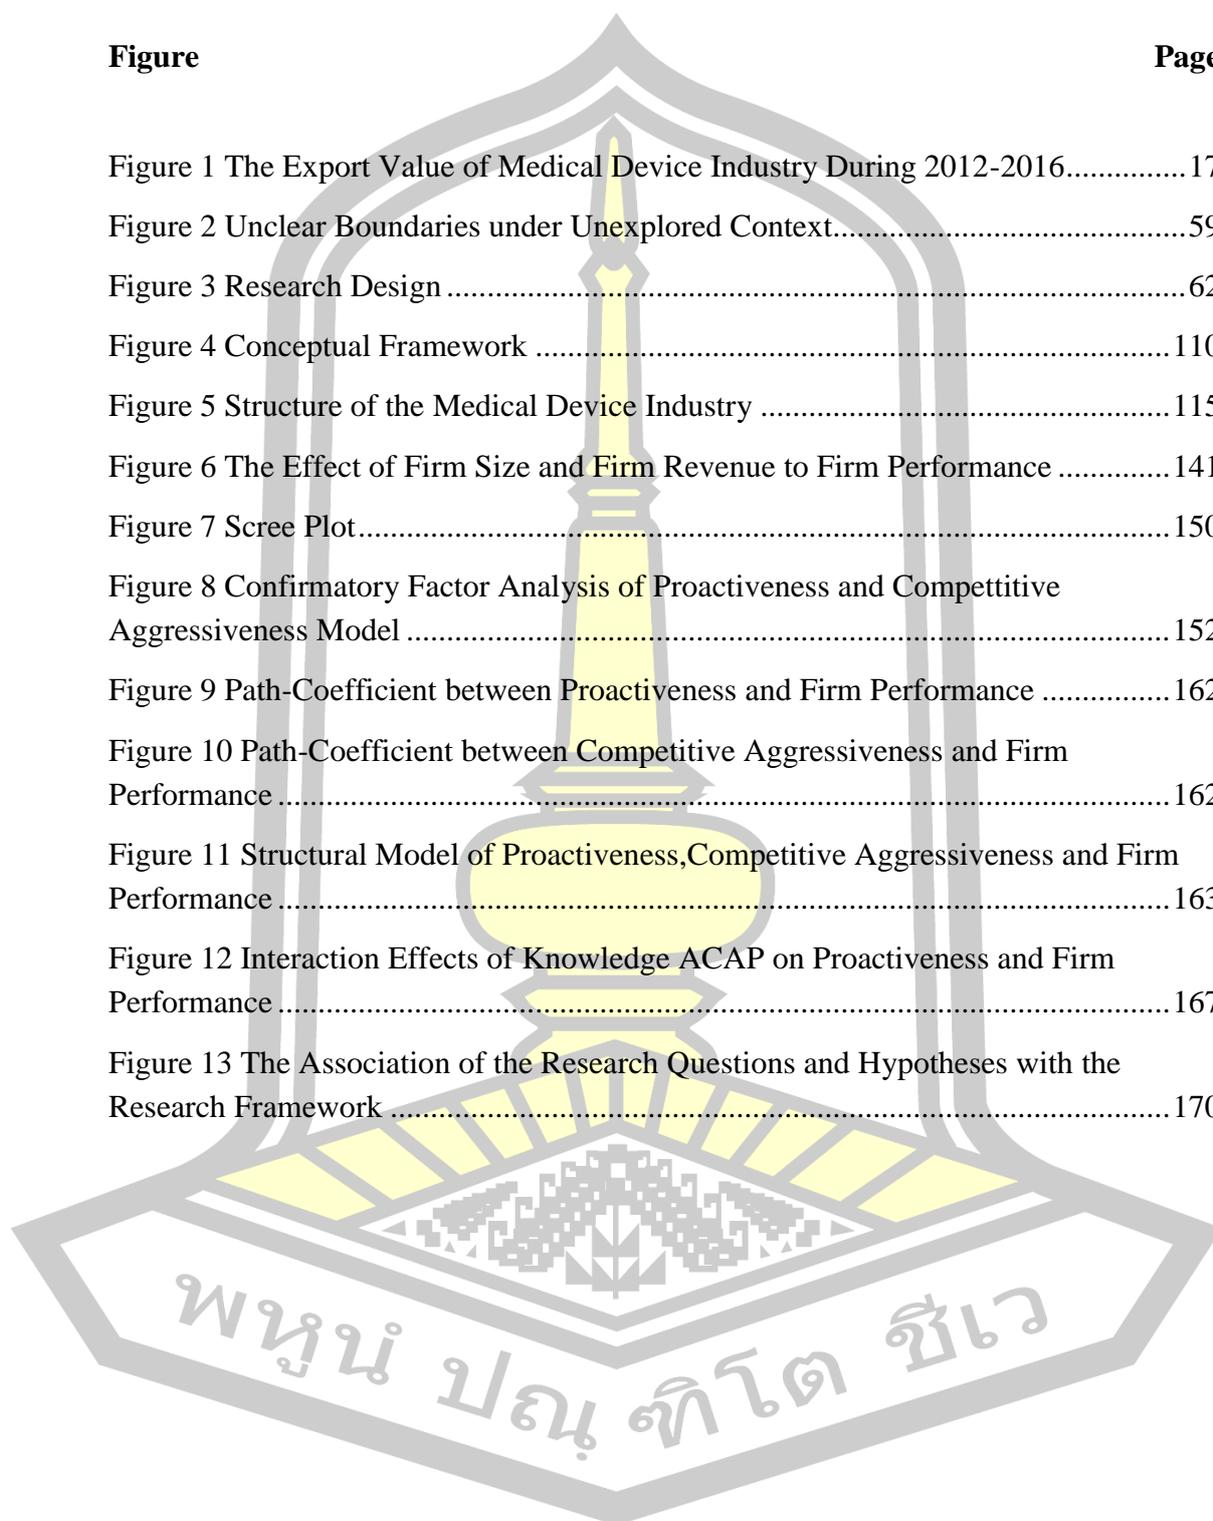 Figure Page
Figure 1 The Export Value of Medical Device Industry During 2012-2016..............17
Figure 2 Unclear Boundaries under Unexplored Context..........................................59
Figure 3 Research Design ........................................................................................62
Figure 4 Conceptual Framework ............................................................................110
Figure 5 Structure of the Medical Device Industry .................................................115
Figure 6 The Effect of Firm Size and Firm Revenue to Firm Performance .............141
Figure 7 Scree Plot.................................................................................................150
Figure 8 Confirmatory Factor Analysis of Proactiveness and Compettitive
Aggressiveness Model ...........................................................................................152
Figure 9 Path-Coefficient between Proactiveness and Firm Performance ...............162
Figure 10 Path-Coefficient between Competitive Aggressiveness and Firm
Performance ..........................................................................................................162
Figure 11 Structural Model of Proactiveness,Competitive Aggressiveness and Firm
Performance ..........................................................................................................163
Figure 12 Interaction Effects of Knowledge ACAP on Proactiveness and Firm
Performance ..........................................................................................................167
Figure 13 The Association of the Research Questions and Hypotheses with the
Research Framework .............................................................................................170
พหูนํ ปณฺ ฑิโต ชีเว